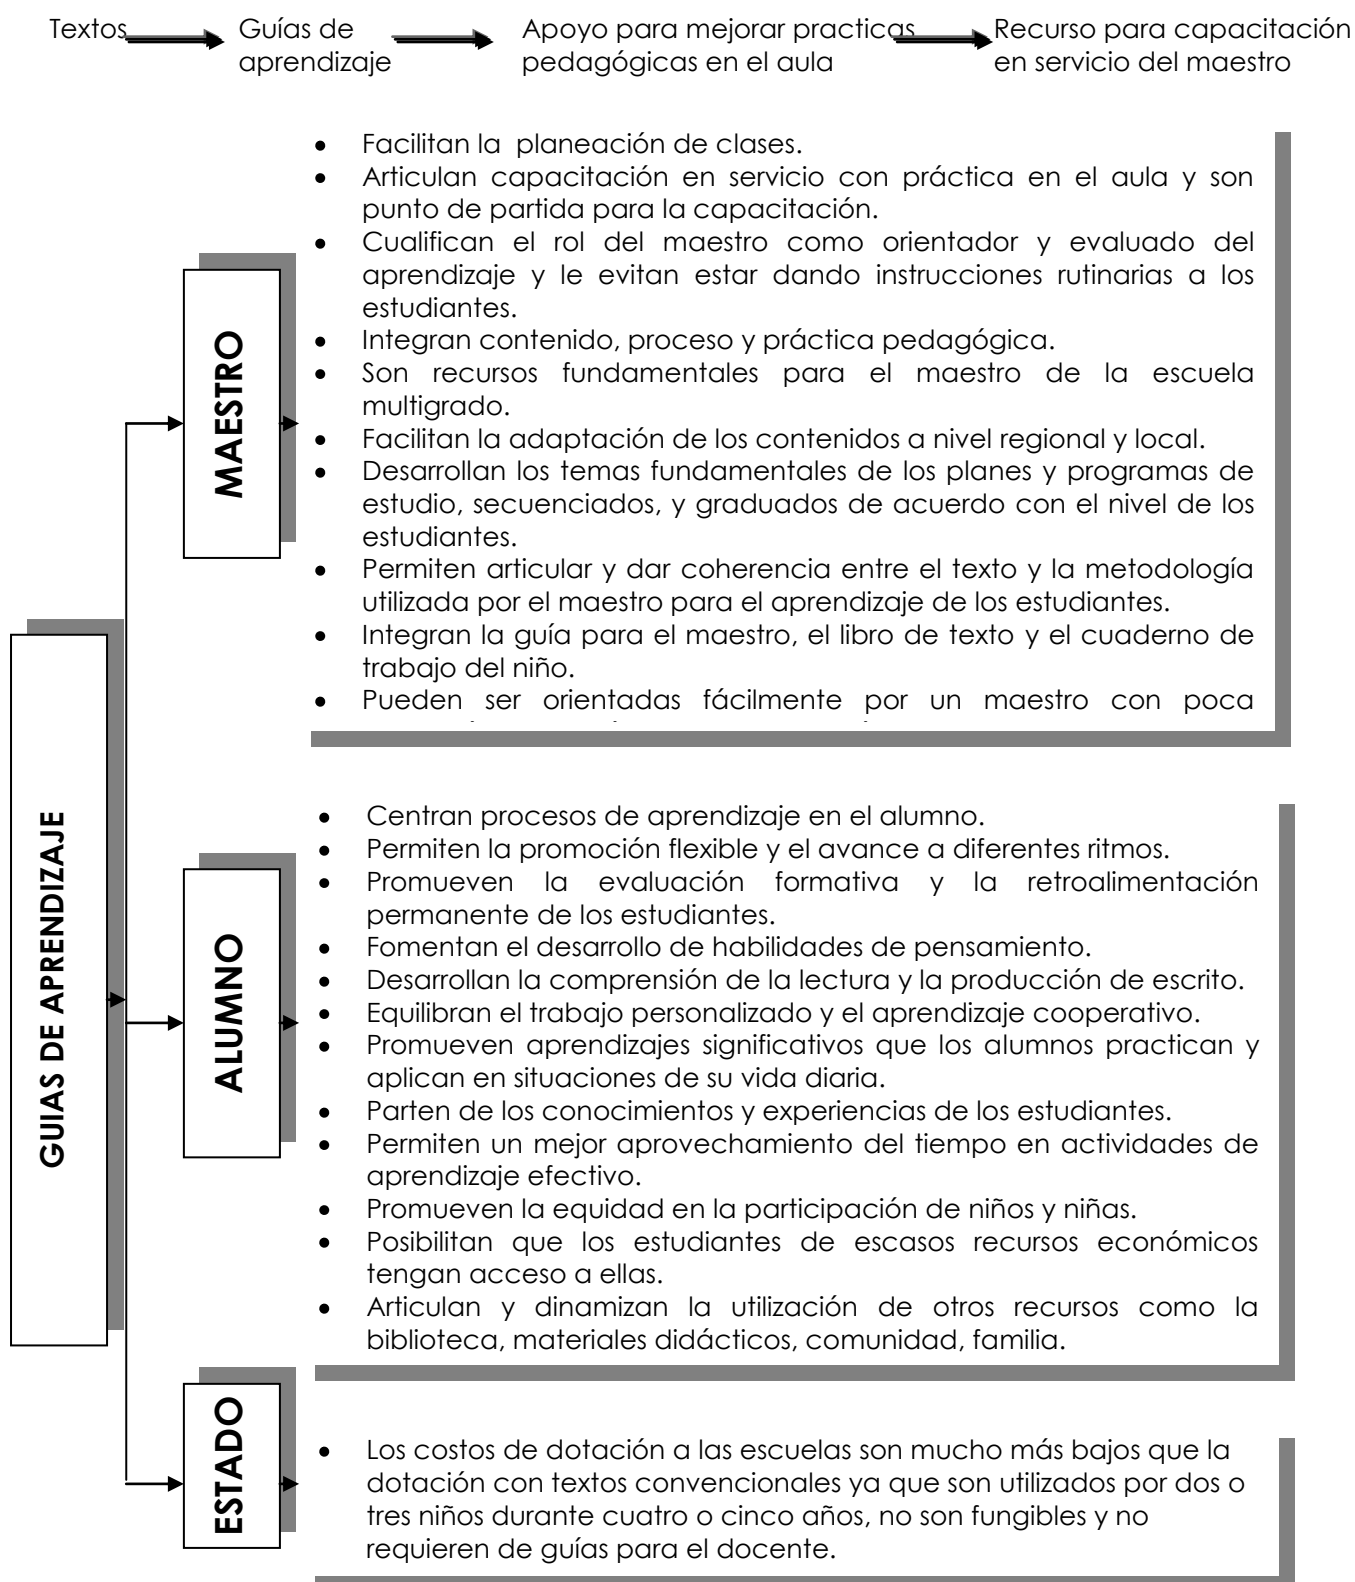 Textos
Guías de
aprendizaje
Apoyo para mejorar practicas
pedagógicas en el aula
Recurso para capacitación
en servicio del maestro
GUIAS DE APRENDIZAJE
MAESTRO
• Facilitan la planeación de clases.
• Articulan capacitación en servicio con práctica en el aula y son
punto de partida para la capacitación.
• Cualifican el rol del maestro como orientador y evaluado del
aprendizaje y le evitan estar dando instrucciones rutinarias a los
estudiantes.
• Integran contenido, proceso y práctica pedagógica.
• Son recursos fundamentales para el maestro de la escuela
multigrado.
• Facilitan la adaptación de los contenidos a nivel regional y local.
• Desarrollan los temas fundamentales de los planes y programas de
estudio, secuenciados, y graduados de acuerdo con el nivel de los
estudiantes.
• Permiten articular y dar coherencia entre el texto y la metodología
utilizada por el maestro para el aprendizaje de los estudiantes.
• Integran la guía para el maestro, el libro de texto y el cuaderno de
trabajo del niño.
• Pueden ser orientadas fácilmente por un maestro con poca
ALUMNO
• Centran procesos de aprendizaje en el alumno.
• Permiten la promoción flexible y el avance a diferentes ritmos.
• Promueven la evaluación formativa y la retroalimentación
permanente de los estudiantes.
• Fomentan el desarrollo de habilidades de pensamiento.
• Desarrollan la comprensión de la lectura y la producción de escrito.
• Equilibran el trabajo personalizado y el aprendizaje cooperativo.
• Promueven aprendizajes significativos que los alumnos practican y
aplican en situaciones de su vida diaria.
• Parten de los conocimientos y experiencias de los estudiantes.
• Permiten un mejor aprovechamiento del tiempo en actividades de
aprendizaje efectivo.
• Promueven la equidad en la participación de niños y niñas.
• Posibilitan que los estudiantes de escasos recursos económicos
tengan acceso a ellas.
• Articulan y dinamizan la utilización de otros recursos como la
biblioteca, materiales didácticos, comunidad, familia.
ESTADO
• Los costos de dotación a las escuelas son mucho más bajos que la
dotación con textos convencionales ya que son utilizados por dos o
tres niños durante cuatro o cinco años, no son fungibles y no
requieren de guías para el docente.